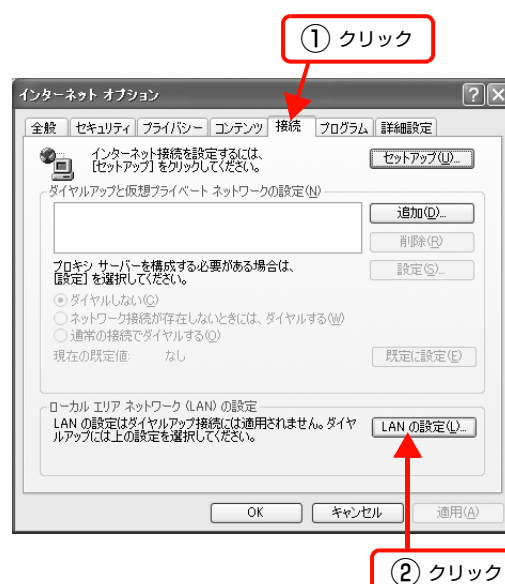 ① クリック
インターネット オプション
全般 セキュリティ プライバシー コンテンツ 接続 プログラム 詳細設定
インターネット接続を設定するには、
[セットアップ] をクリックしてください。
セットアップ(U)...
ダイヤルアップと仮想プライベート ネットワークの設定(N)
追加(D)...
削除(R)
プロキシ サーバーを構成する必要がある場合は、
[設定] を選択してください。
設定(S)...
ダイヤルしない(C)
ネットワーク接続が存在しないときには、ダイヤルする(W)
通常の接続でダイヤルする(O)
現在の既定値: なし
既定に設定(E)
ローカル エリア ネットワーク (LAN) の設定
LAN の設定はダイヤルアップ接続には適用されません。ダイヤ
ルアップには上の設定を選択してください。
LAN の設定(L)...
OK キャンセル 適用(A)
② クリック